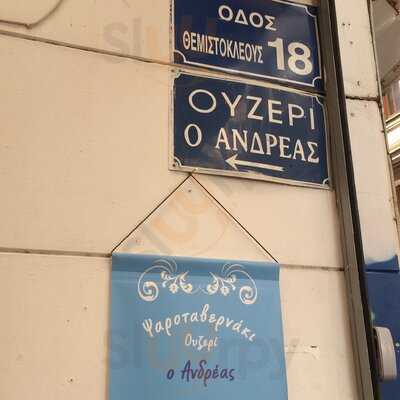 ΟΔΟΣ
ΘΕΜΙΣΤΟΚΛΕΟΥΣ 18
ΟΥΖΕΡΙ
Ο ΑΝΔΡΕΑΣ
Ψαροταβερνάκι
Ουζερί
ο Ανδρέας